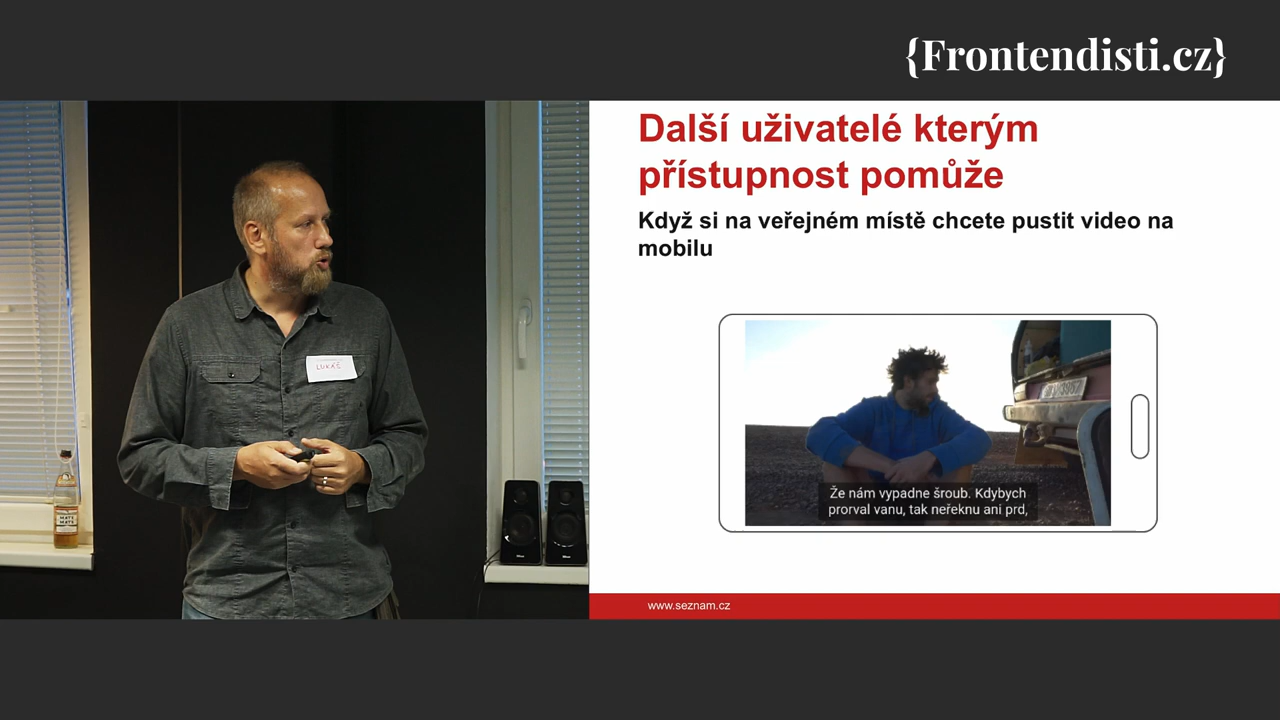 {Frontendisti.cz}
Další uživatelé kterým
přístupnost pomůže
Když si na veřejném místě chcete pustit video na
mobilu
Že nám vypadne šroub. Kdybych
prorval vanu, tak neřeknu ani prd,
www.seznam.cz
LUKÁŠ